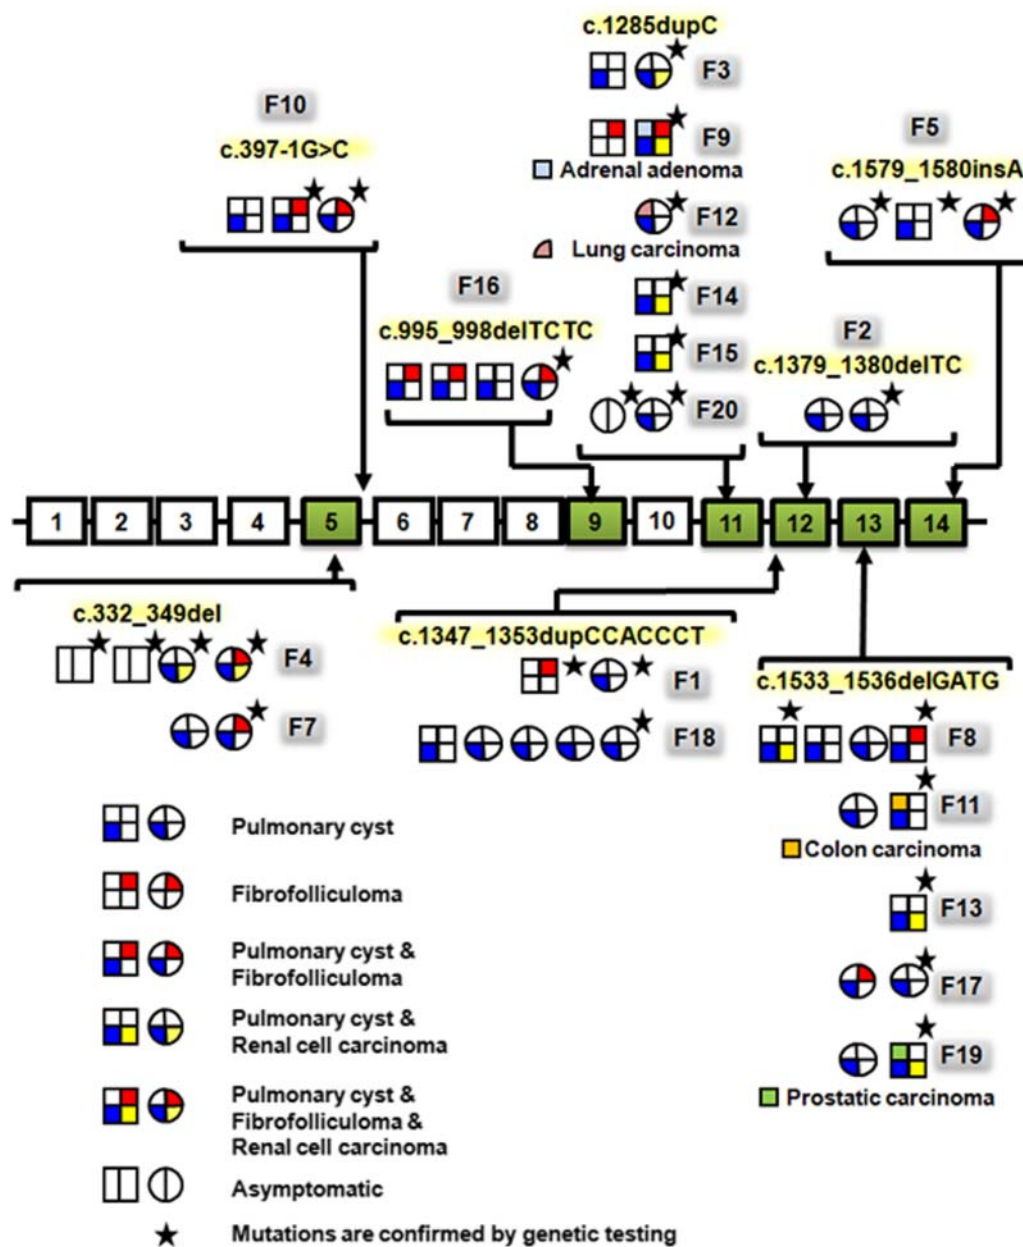 c.1285dupC
F3
F10
c.397-1G>C
F9
Adrenal adenoma
F5
c.1579_1580insA
F12
Lung carcinoma
F16
c.995_998delTCTC
F14
F15
F2
c.1379_1380delTC
F20
1 2 3 4 5 6 7 8 9 10 11 12 13 14
c.332_349del
F4
F7
c.1347_1353dupCCACCCT
F1
F18
c.1533_1536delGATG
F8
F11
Colon carcinoma
F13
F17
F19
Prostatic carcinoma
Pulmonary cyst
Fibrofolliculoma
Pulmonary cyst &
Fibrofolliculoma
Pulmonary cyst &
Renal cell carcinoma
Pulmonary cyst &
Fibrofolliculoma &
Renal cell carcinoma
Asymptomatic
Mutations are confirmed by genetic testing